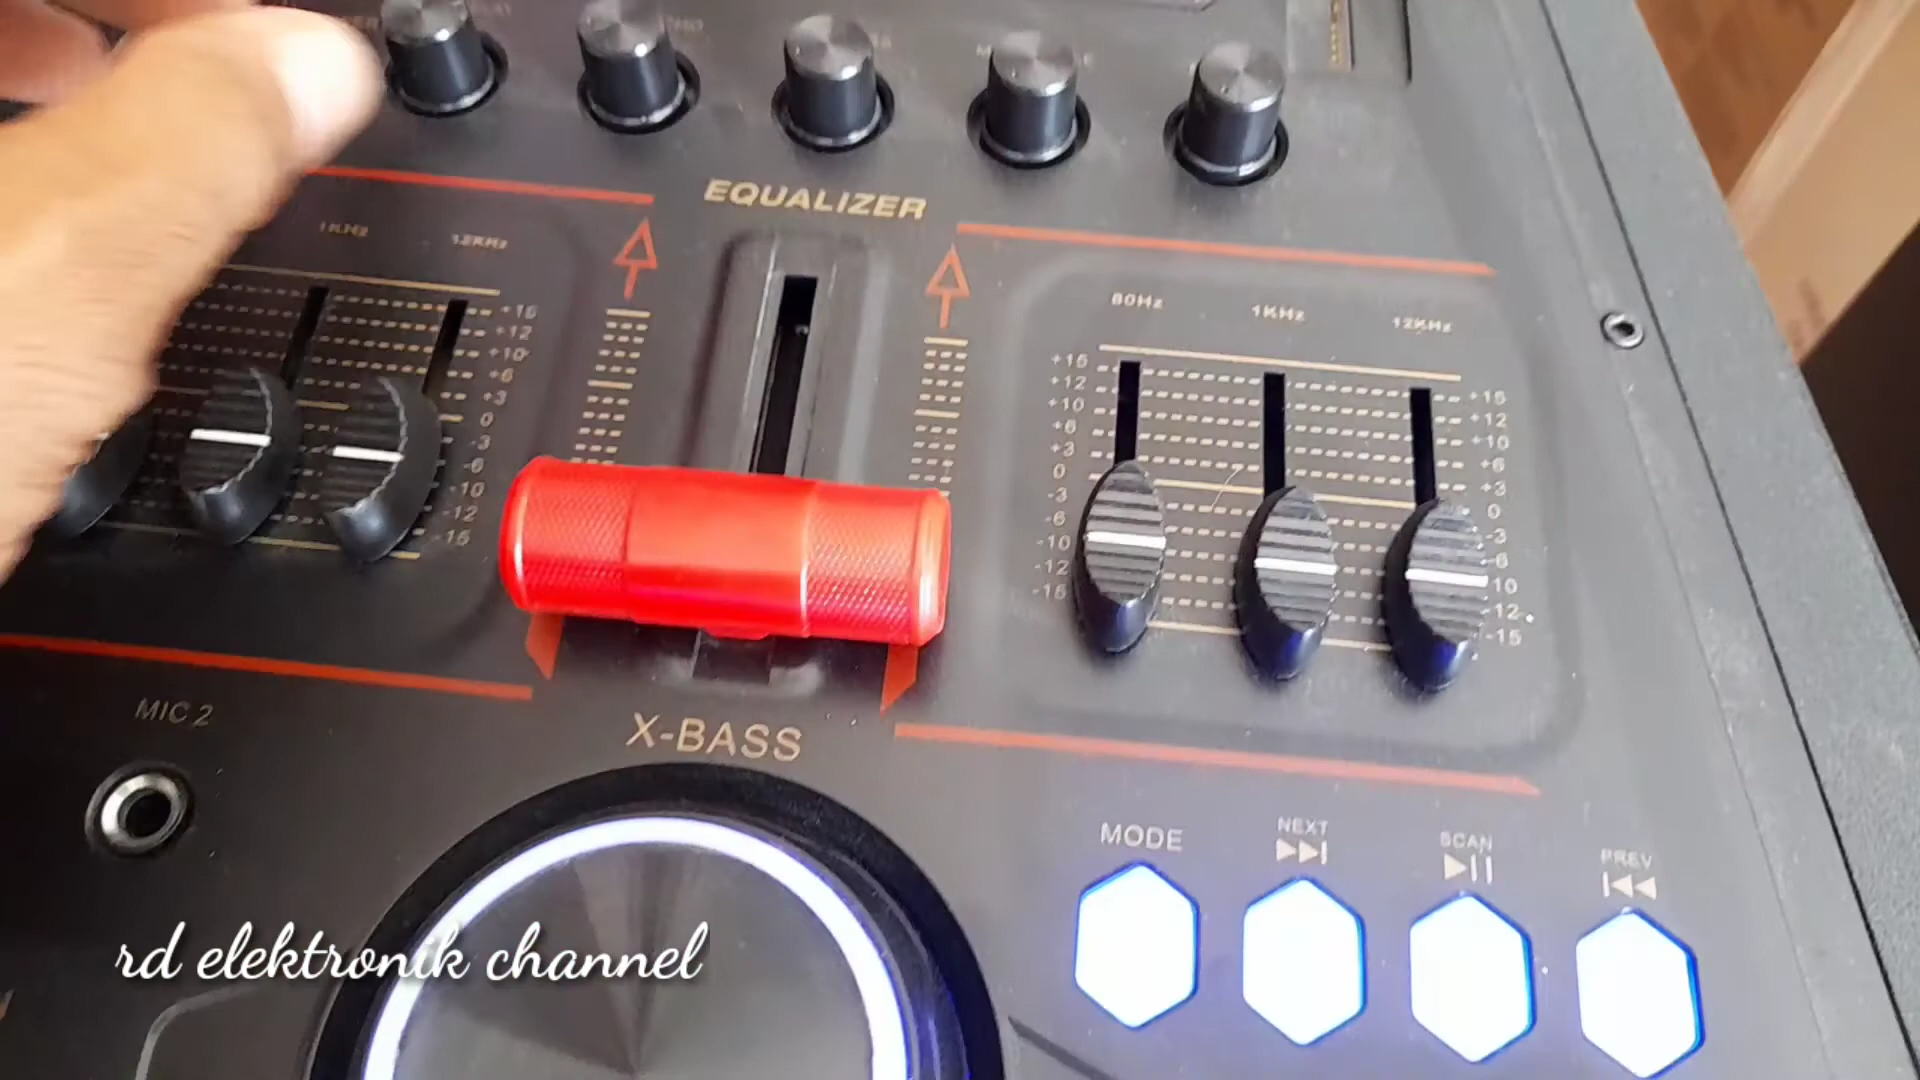 EQUALIZER
1KHz
12KHz
+15
+12
+10
+6
+3
0
-3
-6
-10
-12
-15
80Hz
1KHz
12KHz
+15
+12
+10
+6
+3
0
-3
-6
-10
-12
-15
+15
+12
+10
+6
+3
0
-3
-6
10
-12
-15
MIC 2
X-BASS
MODE
NEXT
SCAN
PREV
rd elektronik channel